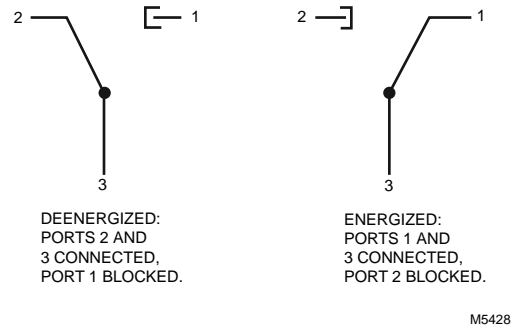 2
1
2
1
3
3
DEENERGIZED:
PORTS 2 AND
3 CONNECTED,
PORT 1 BLOCKED.
ENERGIZED:
PORTS 1 AND
3 CONNECTED,
PORT 2 BLOCKED.
M5428